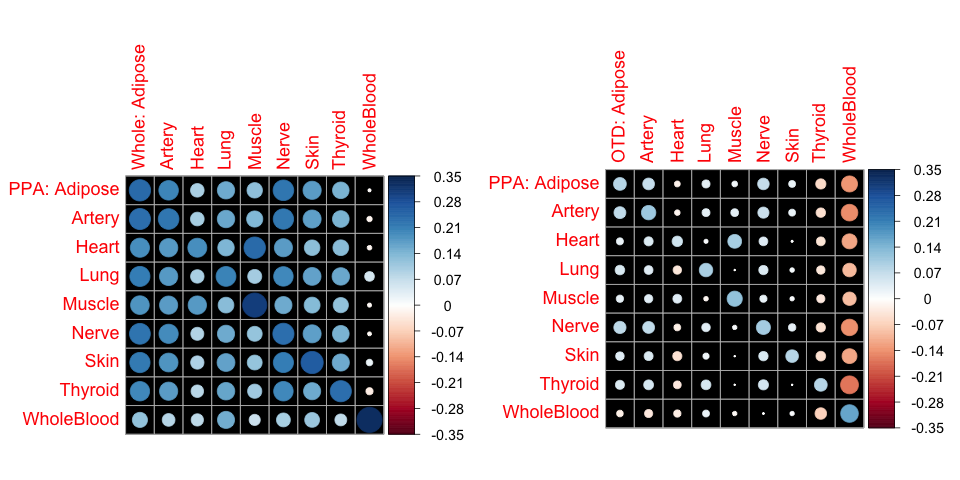 Whole: Adipose
Artery
Heart
Lung
Muscle
Nerve
Skin
Thyroid
WholeBlood
PPA: Adipose
Artery
Heart
Lung
Muscle
Nerve
Skin
Thyroid
WholeBlood
0.35
0.28
0.21
0.14
0.07
0
-0.07
-0.14
-0.21
-0.28
-0.35
OTD: Adipose
Artery
Heart
Lung
Muscle
Nerve
Skin
Thyroid
WholeBlood
PPA: Adipose
Artery
Heart
Lung
Muscle
Nerve
Skin
Thyroid
WholeBlood
0.35
0.28
0.21
0.14
0.07
0
-0.07
-0.14
-0.21
-0.28
-0.35